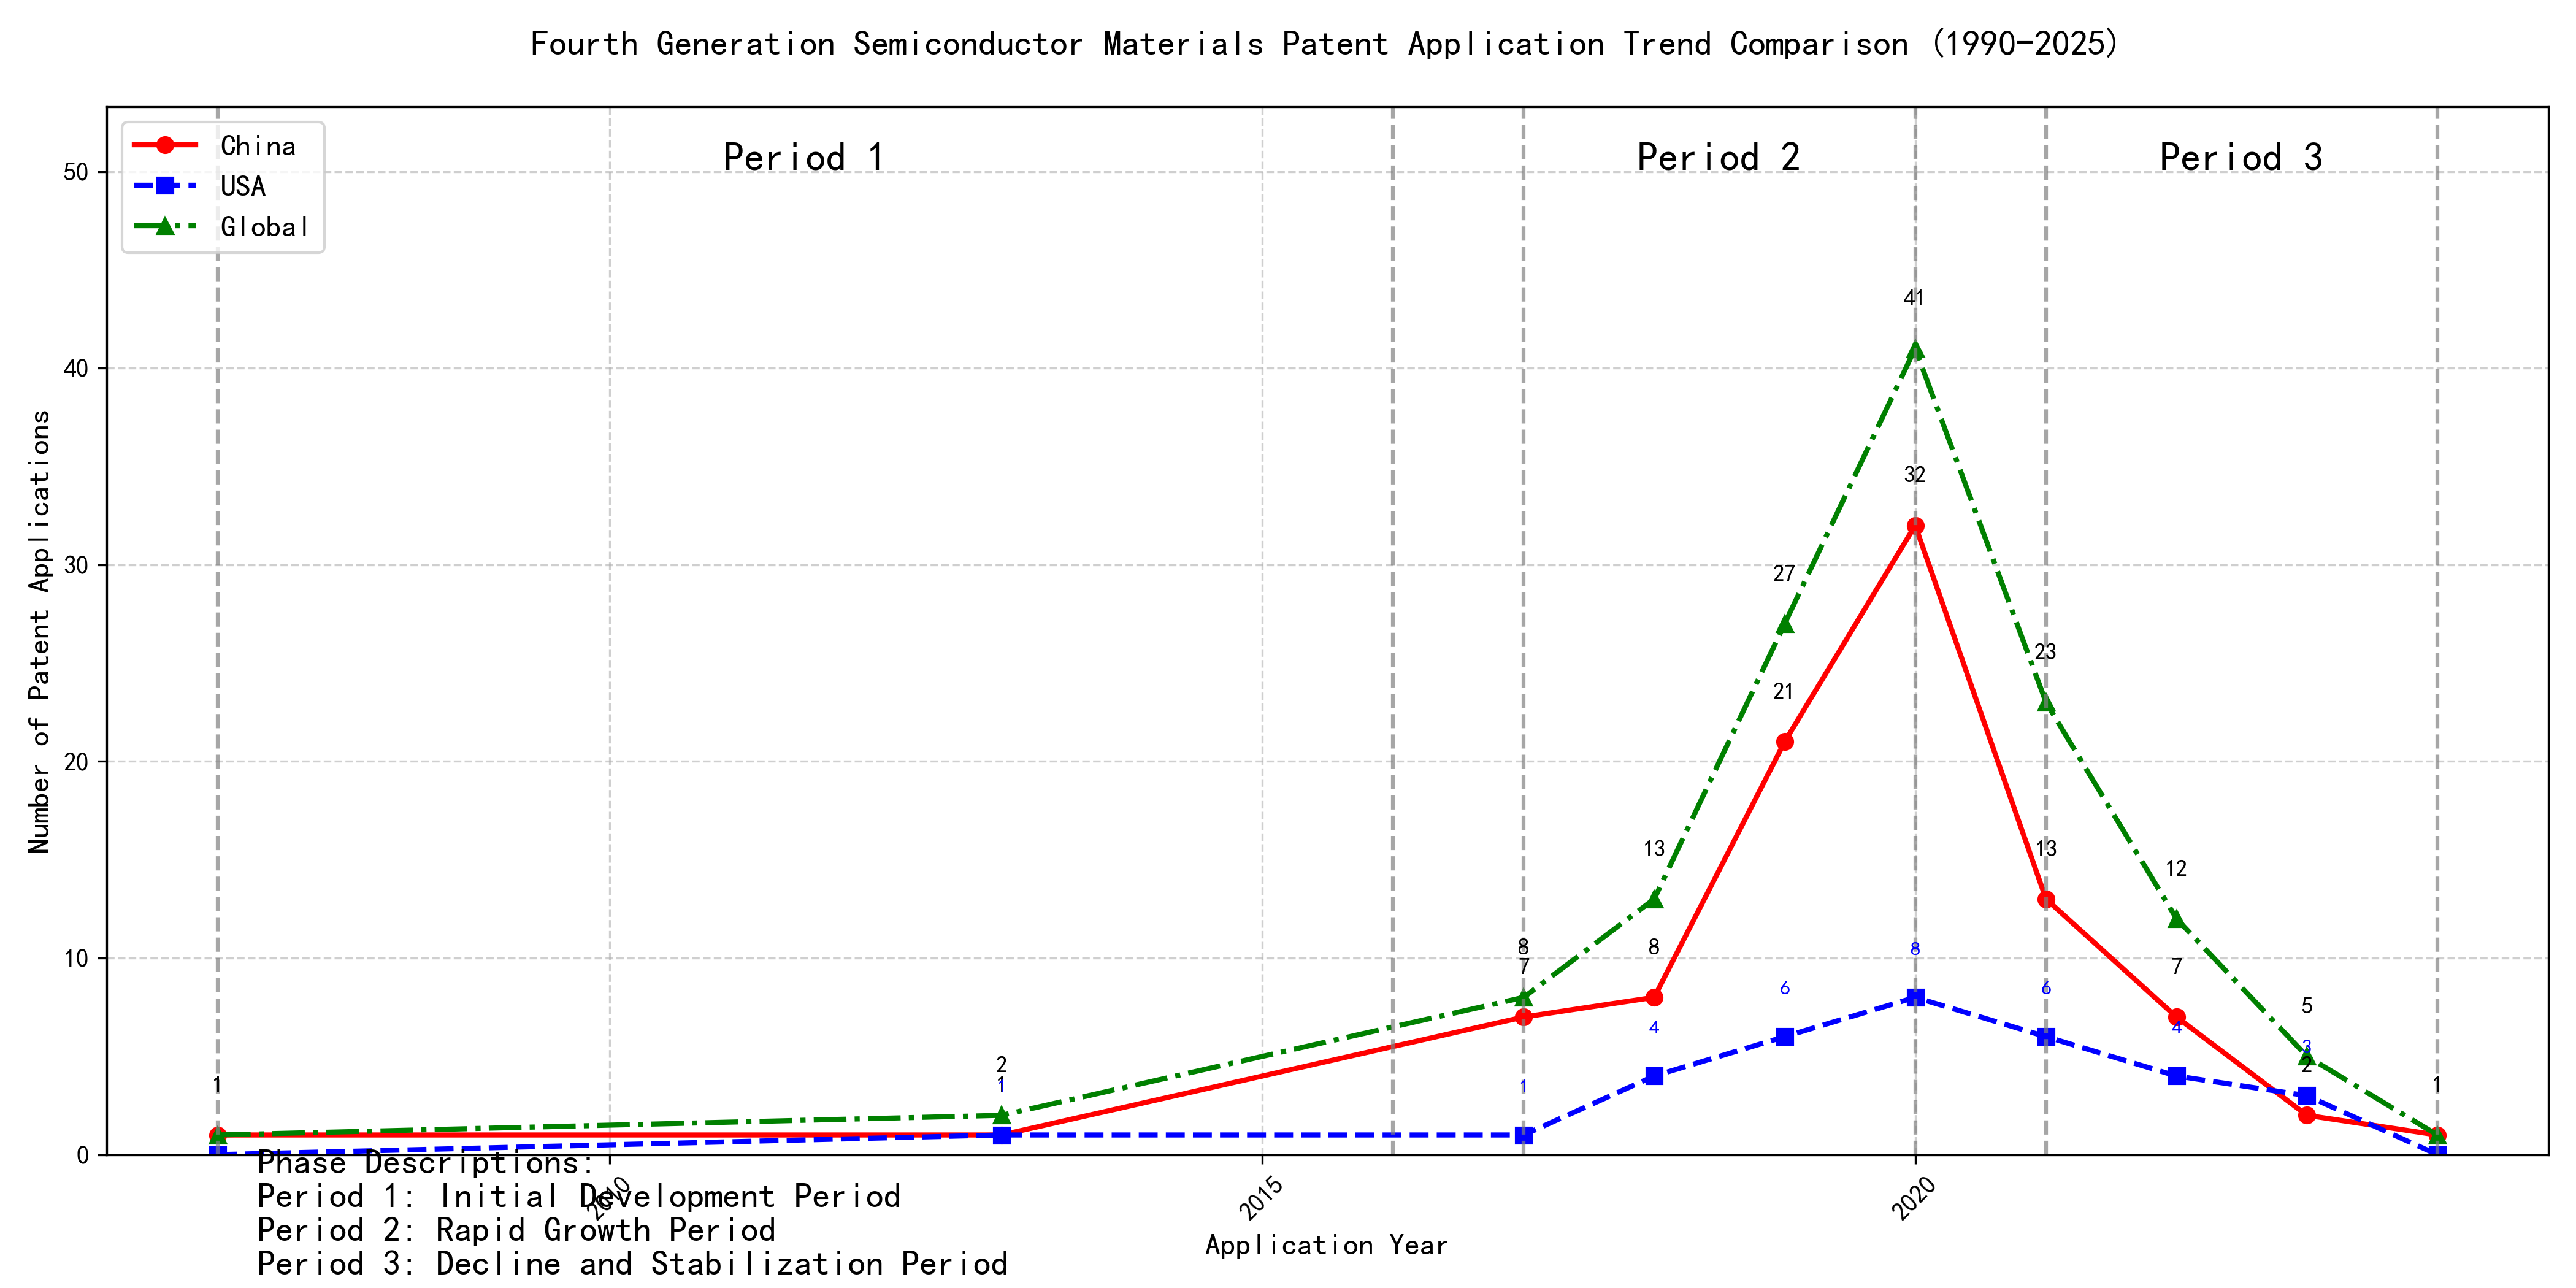 Fourth Generation Semiconductor Materials Patent Application Trend Comparison (1990-2025)
China
USA
Global
Period 1
Period 2
Period 3
Number of Patent Applications
50
40
30
20
10
0
41
32
27
21
23
13
13
12
8
7
8
8
6
6
7
4
4
5
3
2
2
1
1
1
1
1
2010
2015
2020
Application Year
Phase Descriptions:
Period 1: Initial Development Period
Period 2: Rapid Growth Period
Period 3: Decline and Stabilization Period